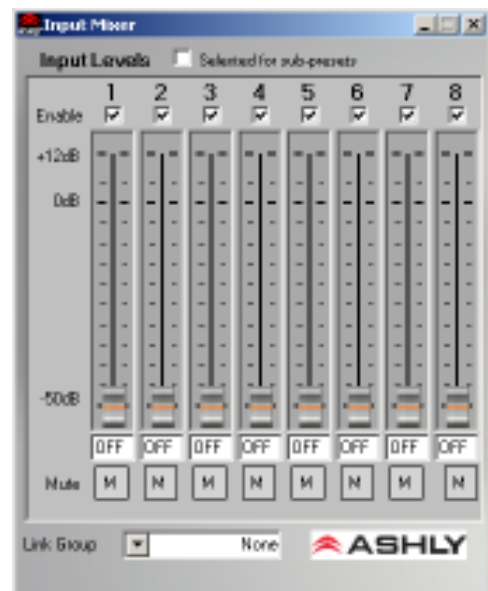 Input Mixer
Input Levels Selected for sub-presets
1 2 3 4 5 6 7 8
Enable
+12dB
0dB
-50dB
OFF OFF OFF OFF OFF OFF OFF OFF
Mute M M M M M M M M
Link Group None ASHLY